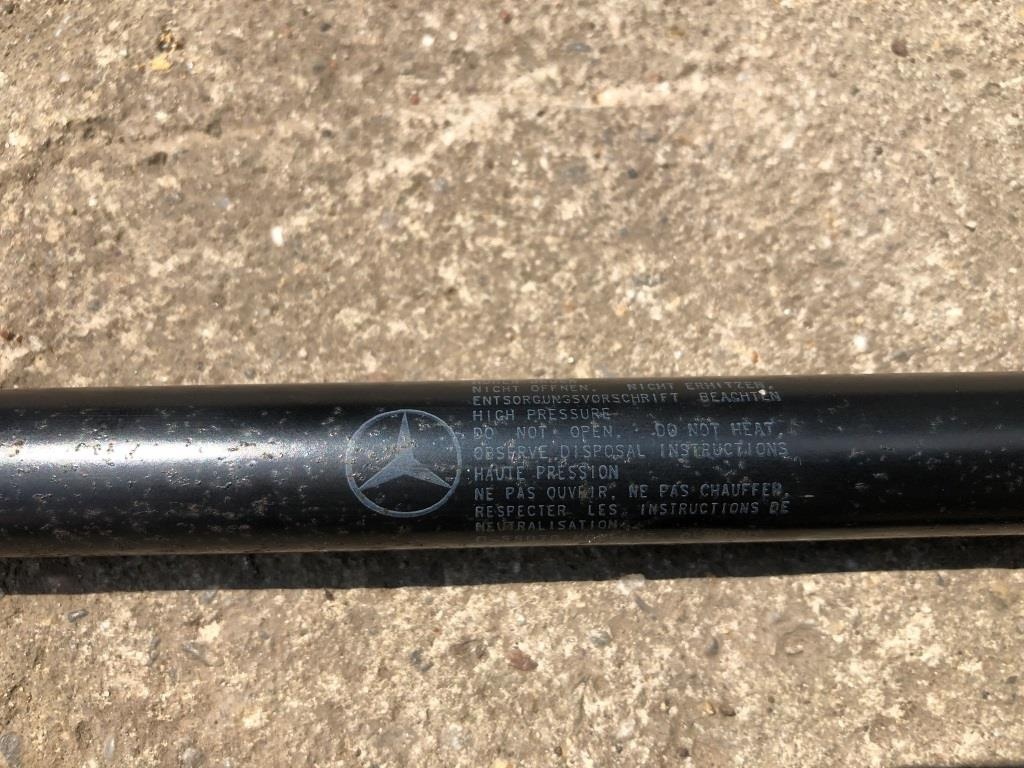 NICHT ÖFFNEN. NICHT ERHITZEN.
ENTSORGUNGSVORSCHRIFT BEACHTEN
HIGH PRESSURE
DO NOT OPEN. DO NOT HEAT.
OBSERVE DISPOSAL INSTRUCTIONS
HAUTE PRESSION
NE PAS OUVRIR. NE PAS CHAUFFER.
RESPECTER LES INSTRUCTIONS DE
NEUTRALISATION